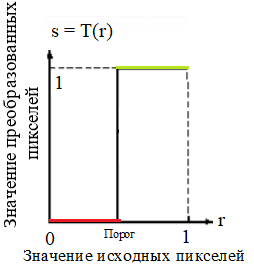 s = T(r)
Значение преобразованных
пикселей
1
r
0
Порог
1
Значение исходных пикселей